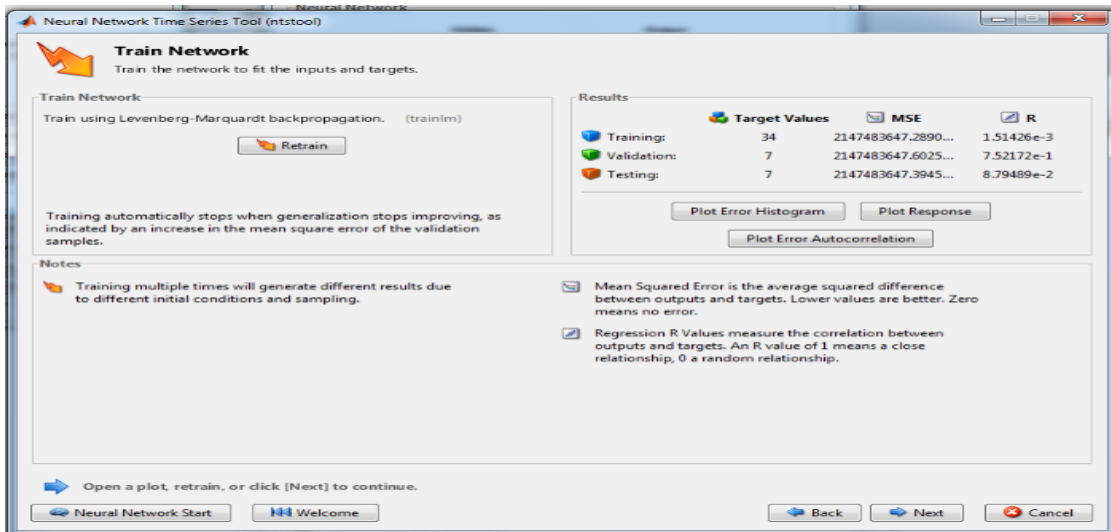 Neural Network
Neural Network Time Series Tool (ntstool)
Train Network
Train the network to fit the inputs and targets.
Train Network
Train using Levenberg-Marquardt backpropagation. (trainlm)
Retrain
Training automatically stops when generalization stops improving, as
indicated by an increase in the mean square error of the validation
samples.
Results
Target Values MSE R
Training: 34 2147483647.2890... 1.51426e-3
Validation: 7 2147483647.6025... 7.52172e-1
Testing: 7 2147483647.3945... 8.79489e-2
Plot Error Histogram Plot Response
Plot Error Autocorrelation
Notes
Training multiple times will generate different results due
to different initial conditions and sampling.
Mean Squared Error is the average squared difference
between outputs and targets. Lower values are better. Zero
means no error.
Regression R Values measure the correlation between
outputs and targets. An R value of 1 means a close
relationship, 0 a random relationship.
Open a plot, retrain, or click [Next] to continue.
Neural Network Start Welcome Back Next Cancel